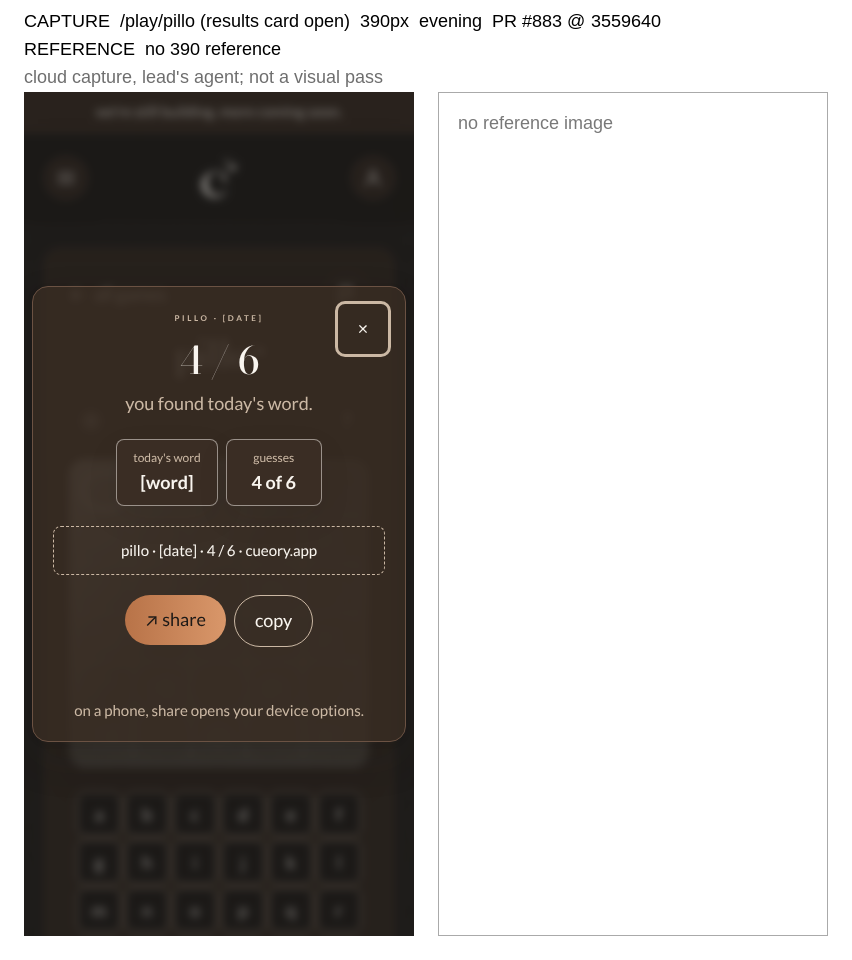 CAPTURE  /play/pillo (results card open)  390px  evening  PR #883 @ 3559640
REFERENCE  no 390 reference
cloud capture, lead's agent; not a visual pass
no reference image
PILLO · [DATE]
×
4 / 6
you found today's word.
today's word
[word]
guesses
4 of 6
pillo · [date] · 4 / 6 · cueory.app
↗ share
copy
on a phone, share opens your device options.